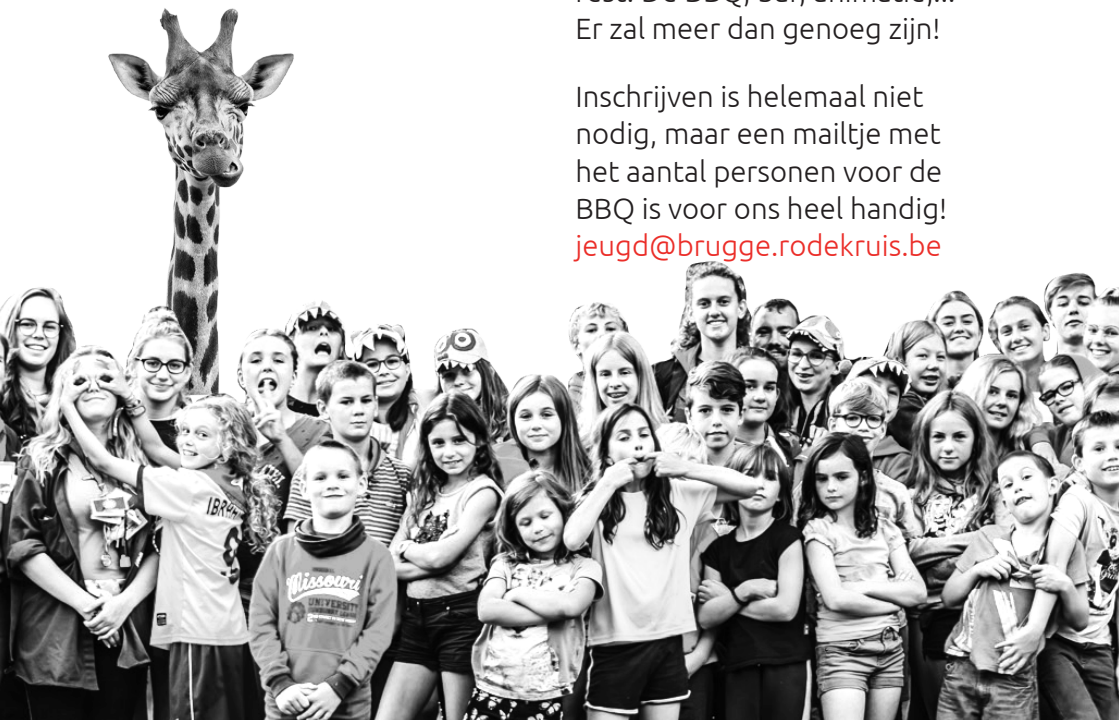 Er zal meer dan genoeg zijn!
Inschrijven is helemaal niet
nodig, maar een mailtje met
het aantal personen voor de
BBQ is voor ons heel handig!
jeugd@brugge.rodekruis.be
Missouri
UNIVERSITY